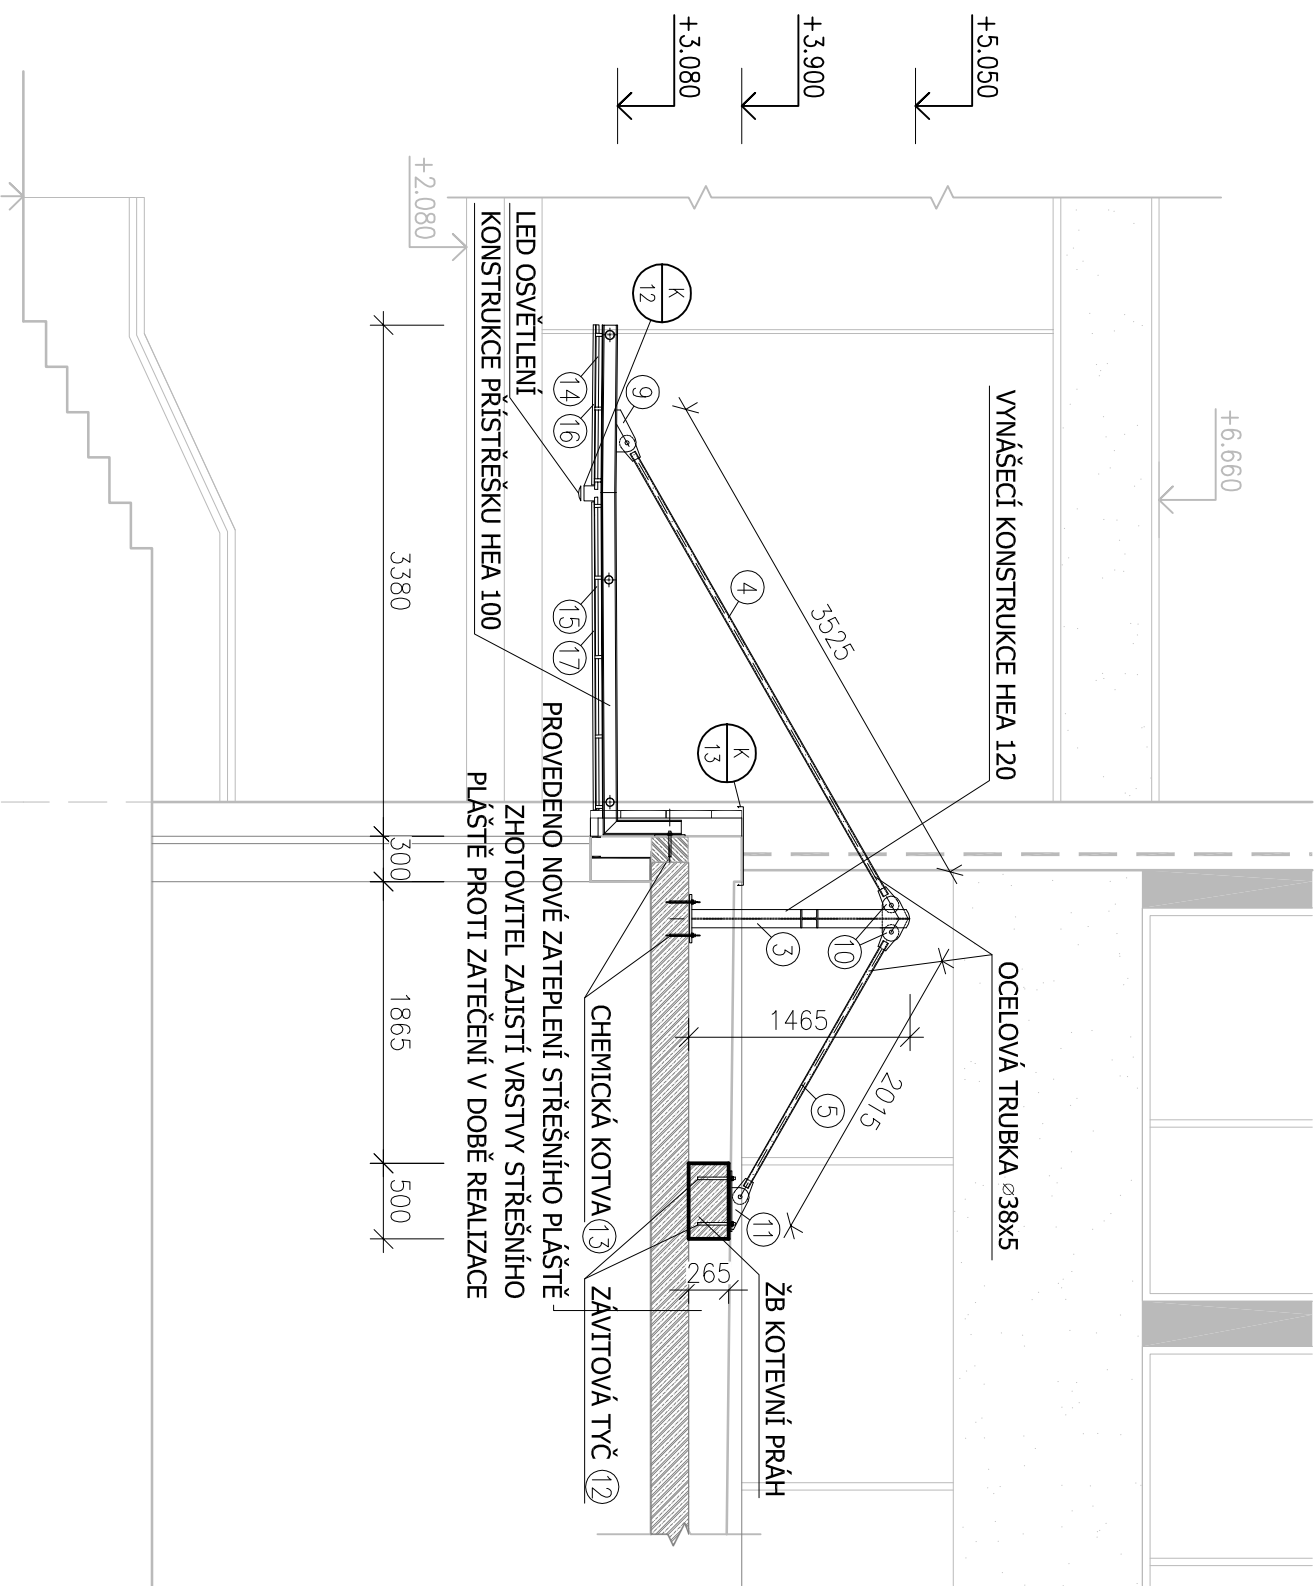 +3.080
+3.900
+5.050
+2.080
+6.660
LED OSVĚTLENÍ
KONSTRUKCE PŘÍSTŘEŠKU HEA 100
K
12
9
14
16
15
17
VYNÁŠECÍ KONSTRUKCE HEA 120
4
3525
K
13
3
10
OCELOVÁ TRUBKA ⌀38x5
1465
2015
5
11
265
ŽB KOTEVNÍ PRÁH
CHEMICKÁ KOTVA 13
ZÁVITOVÁ TYČ 12
PROVEDENO NOVÉ ZATEPLENÍ STŘEŠNÍHO PLÁŠTĚ
ZHOTOVITEL ZAJISTÍ VRSTVY STŘEŠNÍHO
PLÁŠTĚ PROTI ZATEČENÍ V DOBĚ REALIZACE
3380
300
1865
500